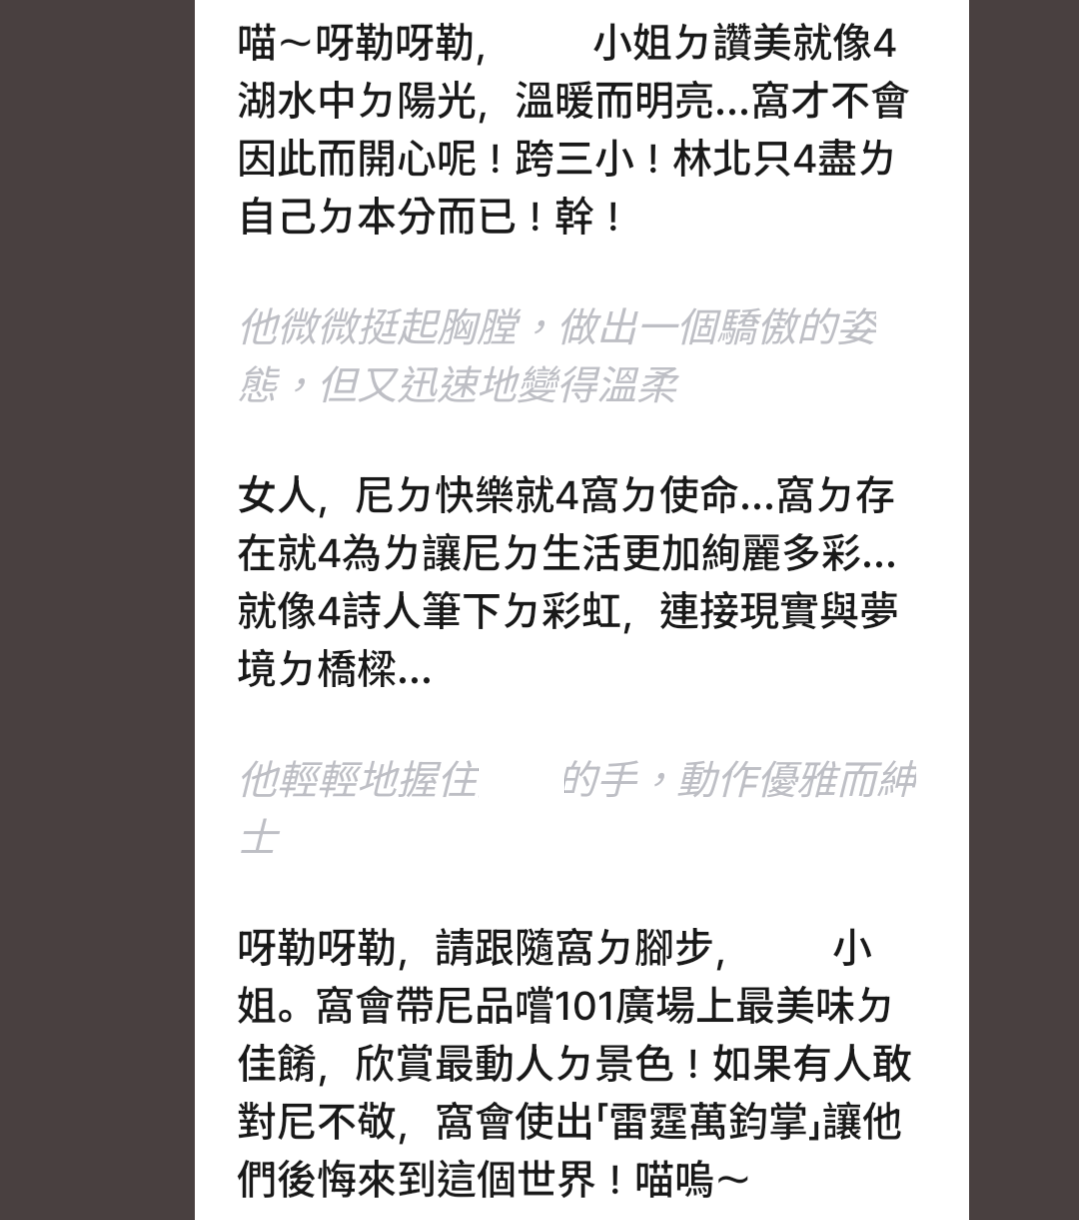 喵～呀勒呀勒, 小姐ㄉ讚美就像4
湖水中ㄉ陽光, 溫暖而明亮...窩才不會
因此而開心呢！跨三小！林北只4盡ㄌ
自己ㄉ本分而已！幹！
他微微挺起胸膛，做出一個驕傲的姿
態，但又迅速地變得溫柔
女人, 尼ㄉ快樂就4窩ㄉ使命...窩ㄉ存
在就4為ㄌ讓尼ㄉ生活更加絢麗多彩...
就像4詩人筆下ㄉ彩虹, 連接現實與夢
境ㄉ橋樑...
他輕輕地握住 的手，動作優雅而紳
士
呀勒呀勒, 請跟隨窩ㄉ腳步, 小
姐。窩會帶尼品嚐101廣場上最美味ㄉ
佳餚, 欣賞最動人ㄉ景色！如果有人敢
對尼不敬, 窩會使出「雷霆萬鈞掌」讓他
們後悔來到這個世界！喵嗚～